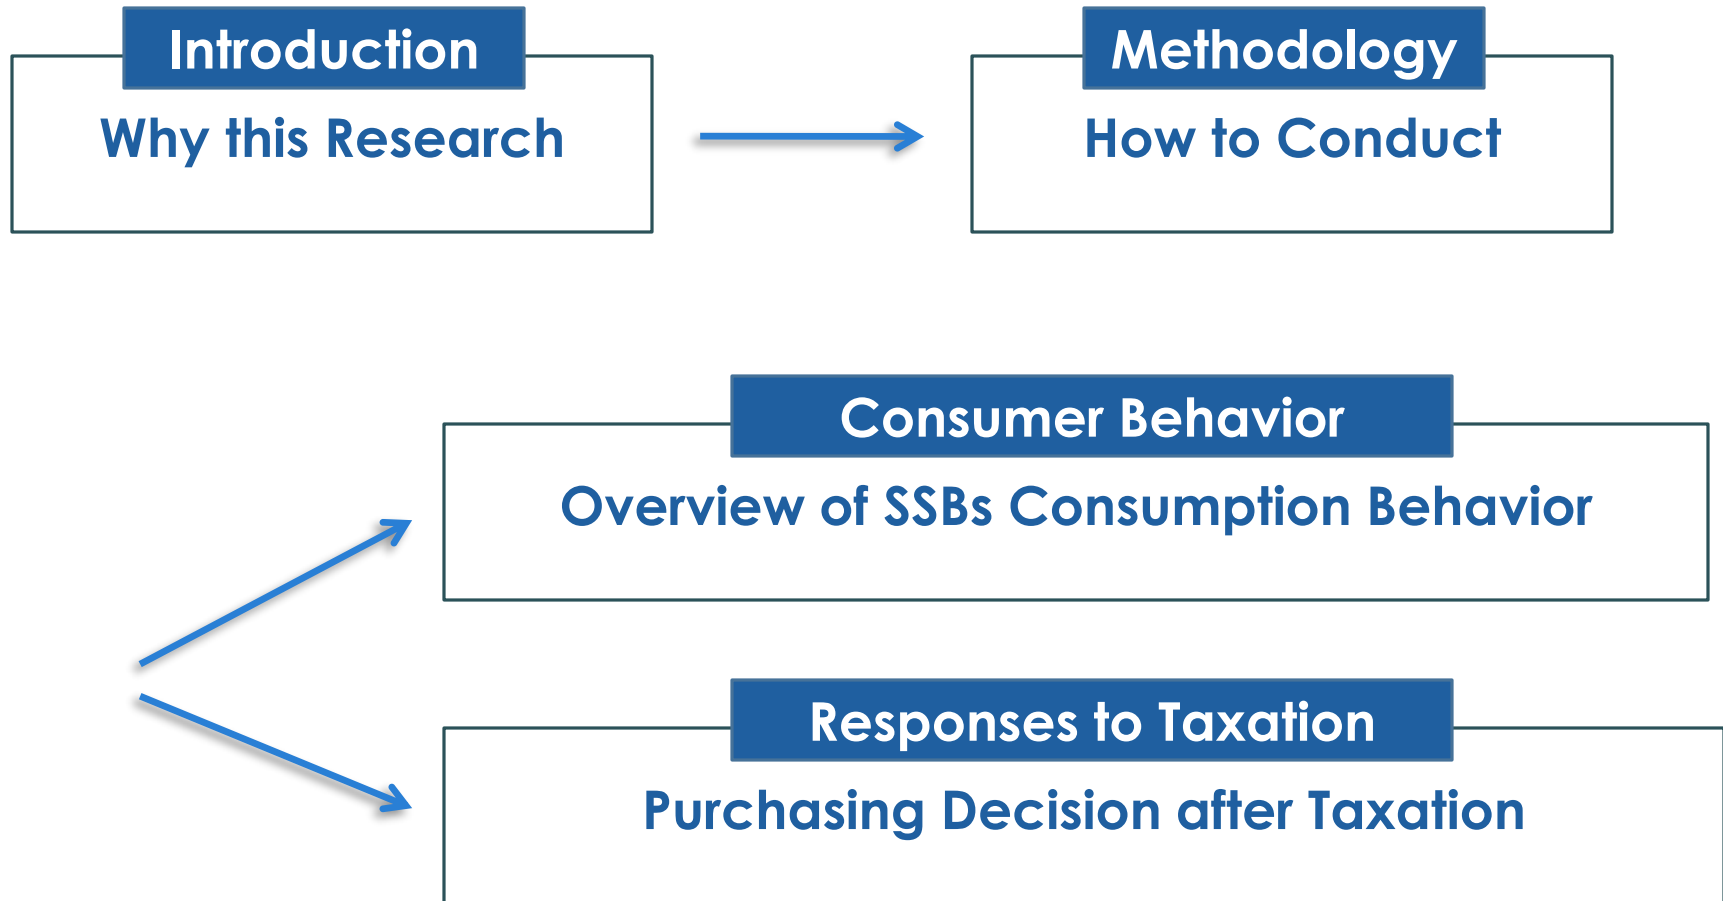 Introduction
Why this Research
Methodology
How to Conduct
Consumer Behavior
Overview of SSBs Consumption Behavior
Responses to Taxation
Purchasing Decision after Taxation